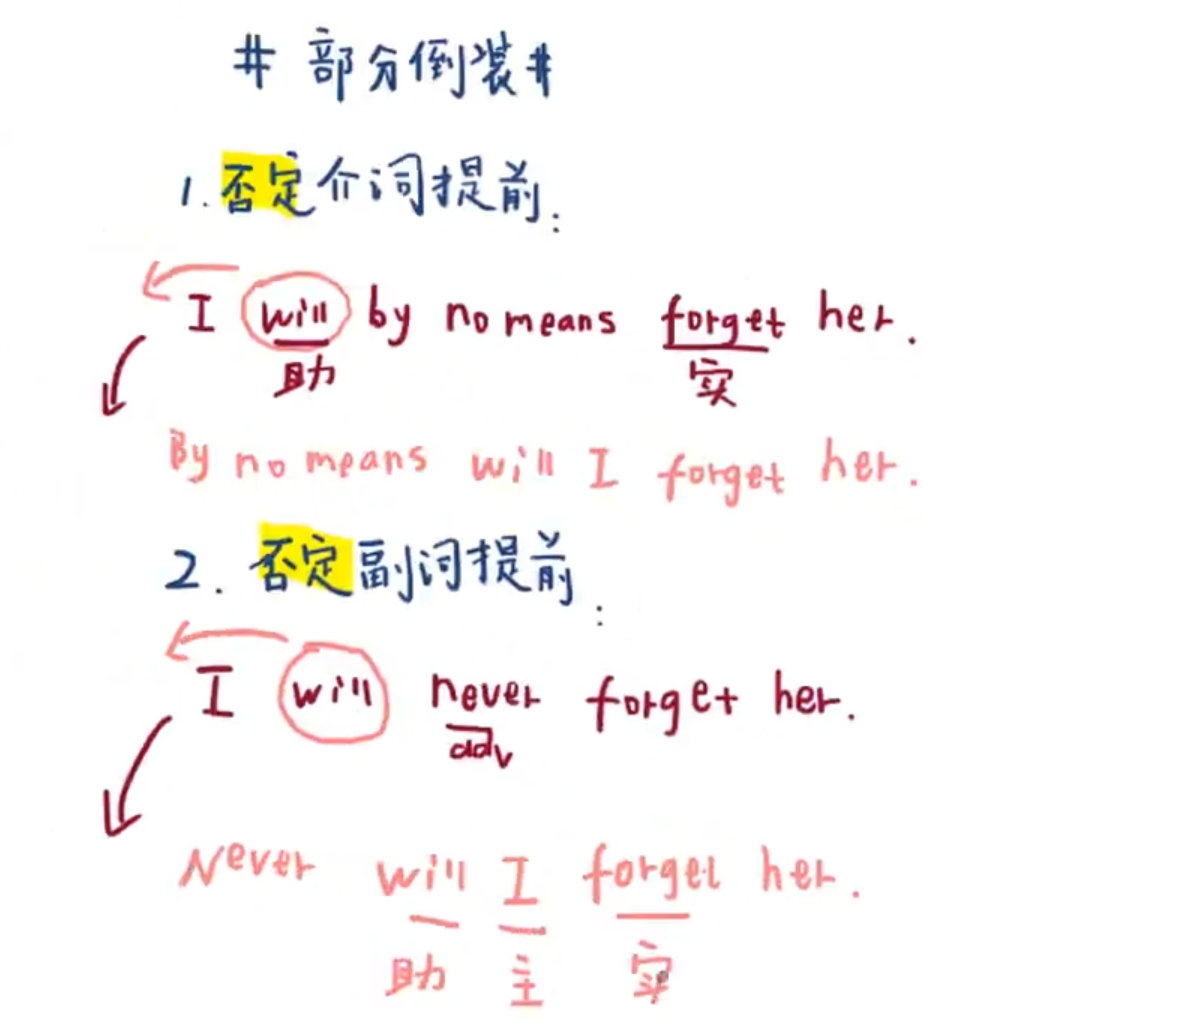 # 部分倒装#
1.否定介词提前:
I will by no means forget her.
助 实
By no means will I forget her.
2. 否定副词提前:
I will never forget her.
adv
Never will I forget her.
助 主 实